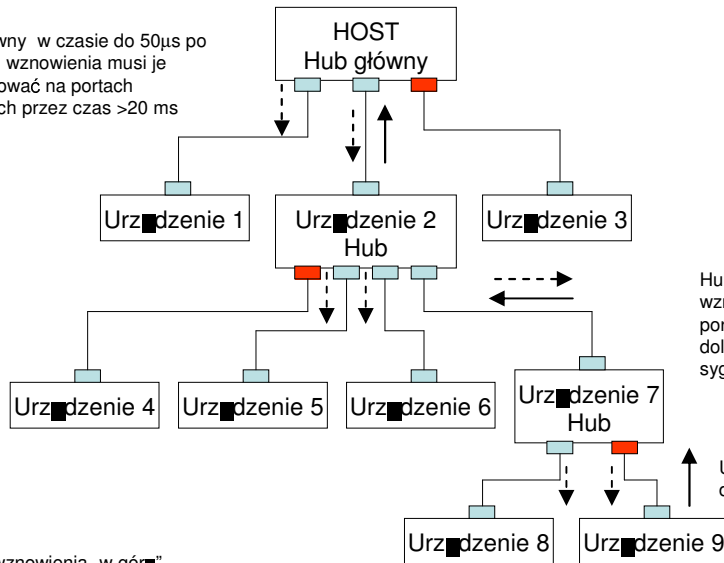 HOST
Hub główny
wny w czasie do 50µs po
wznowienia musi je
ować na portach
ch przez czas >20 ms
Urz■dzenie 1
Urz■dzenie 2
Hub
Urz■dzenie 3
Hu
wzn
por
dol
syg
Urz■dzenie 4
Urz■dzenie 5
Urz■dzenie 6
Urz■dzenie 7
Hub
U
Urz■dzenie 8
Urz■dzenie 9
wznowienia „w gór■”